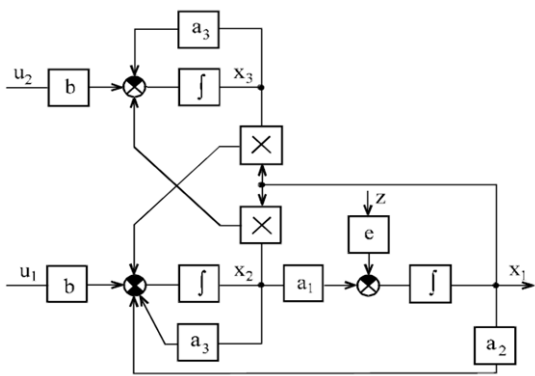 a₃
u₂ b ∫ x₃
×
×
z
e
u₁ b ∫ x₂ a₁ ∫ x₁
a₃ a₂